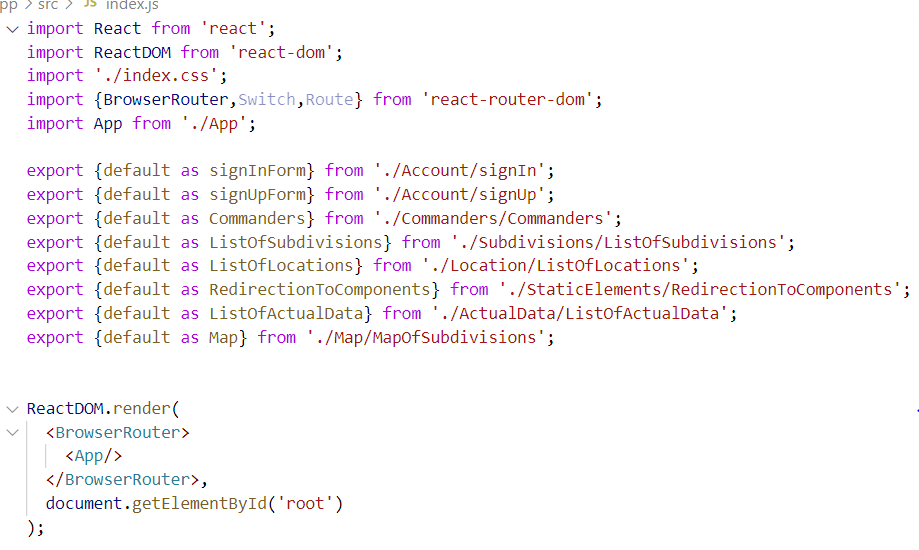 pp > src > JS index.js
import React from 'react';
import ReactDOM from 'react-dom';
import './index.css';
import {BrowserRouter,Switch,Route} from 'react-router-dom';
import App from './App';
export {default as signInForm} from './Account/signIn';
export {default as signUpForm} from './Account/signUp';
export {default as Commanders} from './Commanders/Commanders';
export {default as ListOfSubdivisions} from './Subdivisions/ListOfSubdivisions';
export {default as ListOfLocations} from './Location/ListOfLocations';
export {default as RedirectionToComponents} from './StaticElements/RedirectionToComponents';
export {default as ListOfActualData} from './ActualData/ListOfActualData';
export {default as Map} from './Map/MapOfSubdivisions';
ReactDOM.render(
<BrowserRouter>
<App/>
</BrowserRouter>,
document.getElementById('root')
);